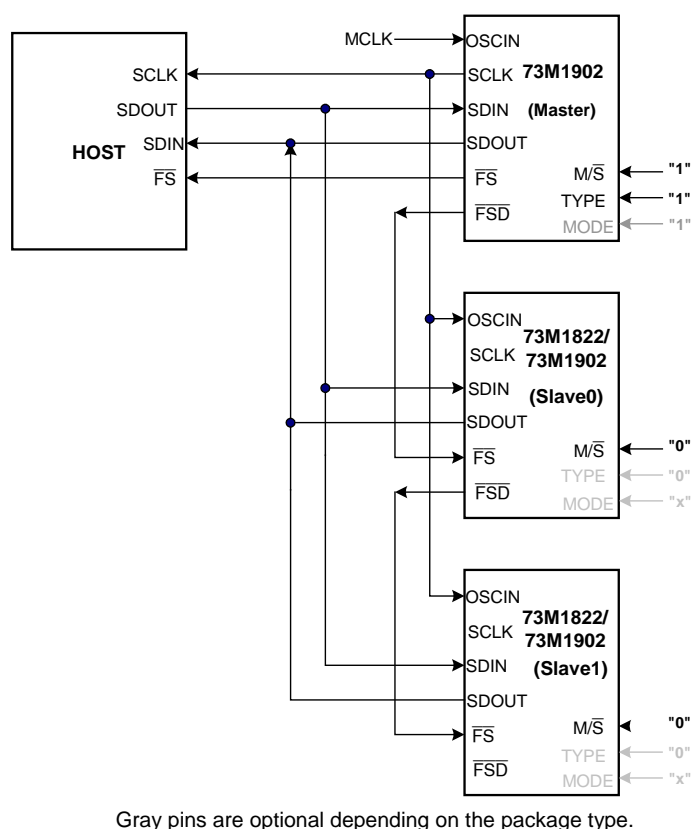 MCLK
OSCIN
SCLK
SCLK
73M1902
SDOUT
SDIN
(Master)
HOST
SDIN
SDOUT
FS
FS
M/S
"1"
FSD
TYPE
"1"
MODE
"1"
OSCIN
73M1822/
73M1902
SCLK
SDIN
(Slave0)
SDOUT
FS
M/S
"0"
TYPE
"0"
FSD
MODE
"x"
OSCIN
73M1822/
73M1902
SCLK
SDIN
(Slave1)
SDOUT
FS
M/S
"0"
TYPE
"0"
FSD
MODE
"x"
Gray pins are optional depending on the package type.